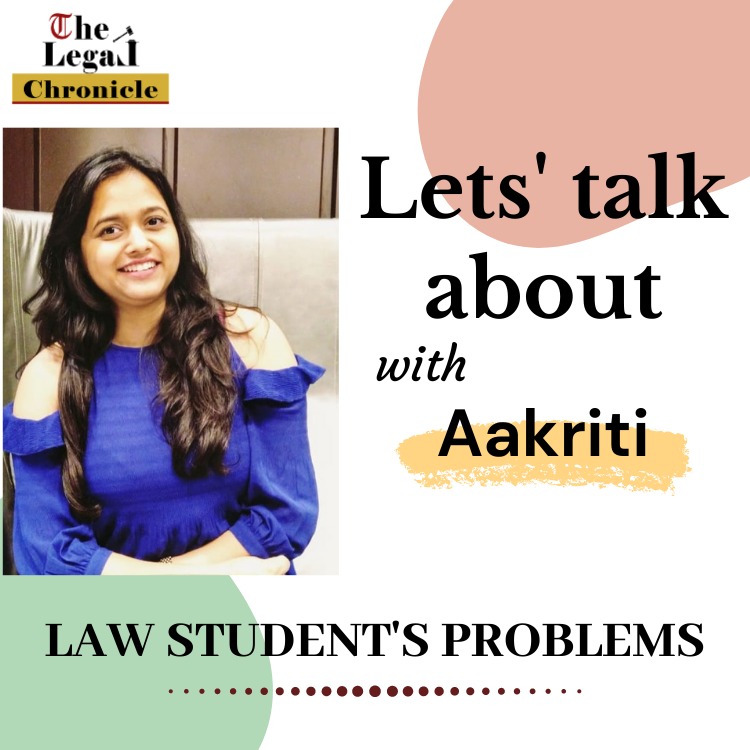 The
Legal
Chronicle
Lets' talk
about
with
Aakriti
LAW STUDENT'S PROBLEMS